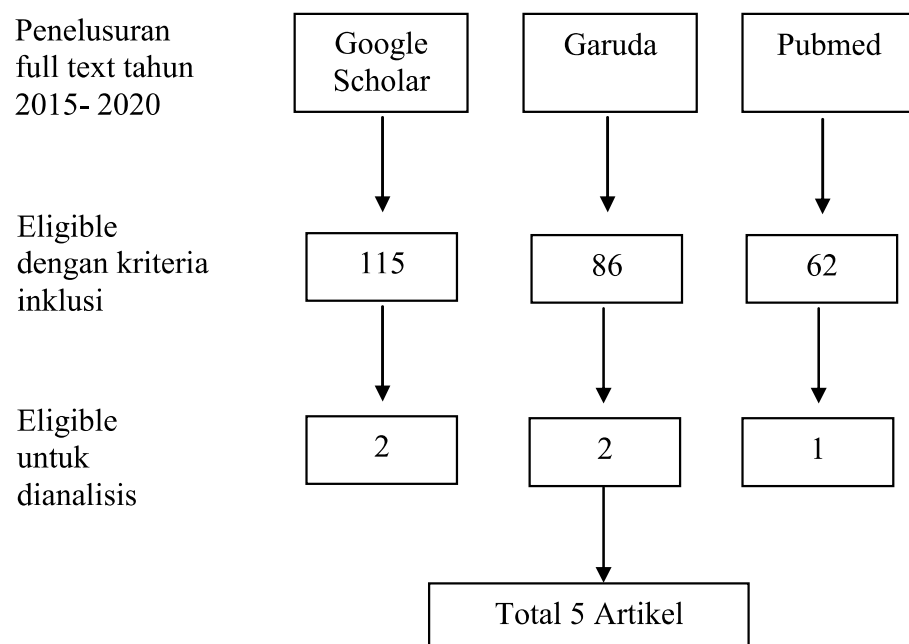 Penelusuran
full text tahun
2015- 2020
Google
Scholar
Garuda
Pubmed
Eligible
dengan kriteria
inklusi
115
86
62
Eligible
untuk
dianalisis
2
2
1
Total 5 Artikel